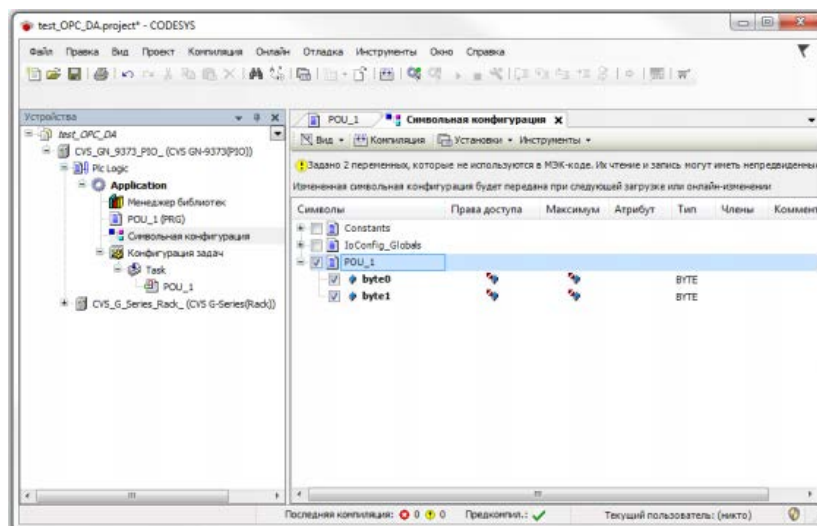 test_OPC_DA.project* - CODESYS
Файл Правка Вид Проект Компиляция Онлайн Отладка Инструменты Окно Справка
Устройства
test_OPC_DA
CVS_GN_9373_PIO_ (CVS GN-9373(PIO))
Plc Logic
Application
Менеджер библиотек
POU_1 (PRG)
Символьная конфигурация
Конфигурация задач
Task
POU_1
CVS_G_Series_Rack_ (CVS G-Series(Rack))
POU_1 Символьная конфигурация
Вид Компиляция Установки Инструменты
Задано 2 переменных, которые не используются в МЭК-коде. Их чтение и запись могут иметь непредвиденные
Измененная символьная конфигурация будет передана при следующей загрузке или онлайн-изменении
Символы Права доступа Максимум Атрибут Тип Члены Коммент
Constants
IoConfig_Globals
POU_1
byte0 BYTE
byte1 BYTE
Последняя компиляция: 0 0 Предкомпил.: Текущий пользователь: (никто)